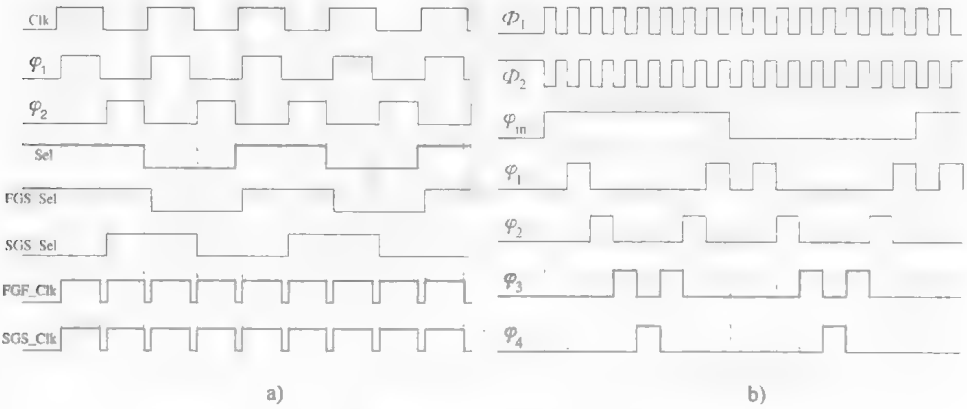 Clk
φ1
φ2
Sel
FGS_Sel
SGS_Sel
FGF_Clk
SGS_Clk
a)
Φ1
Φ2
φin
φ1
φ2
φ3
φ4
b)